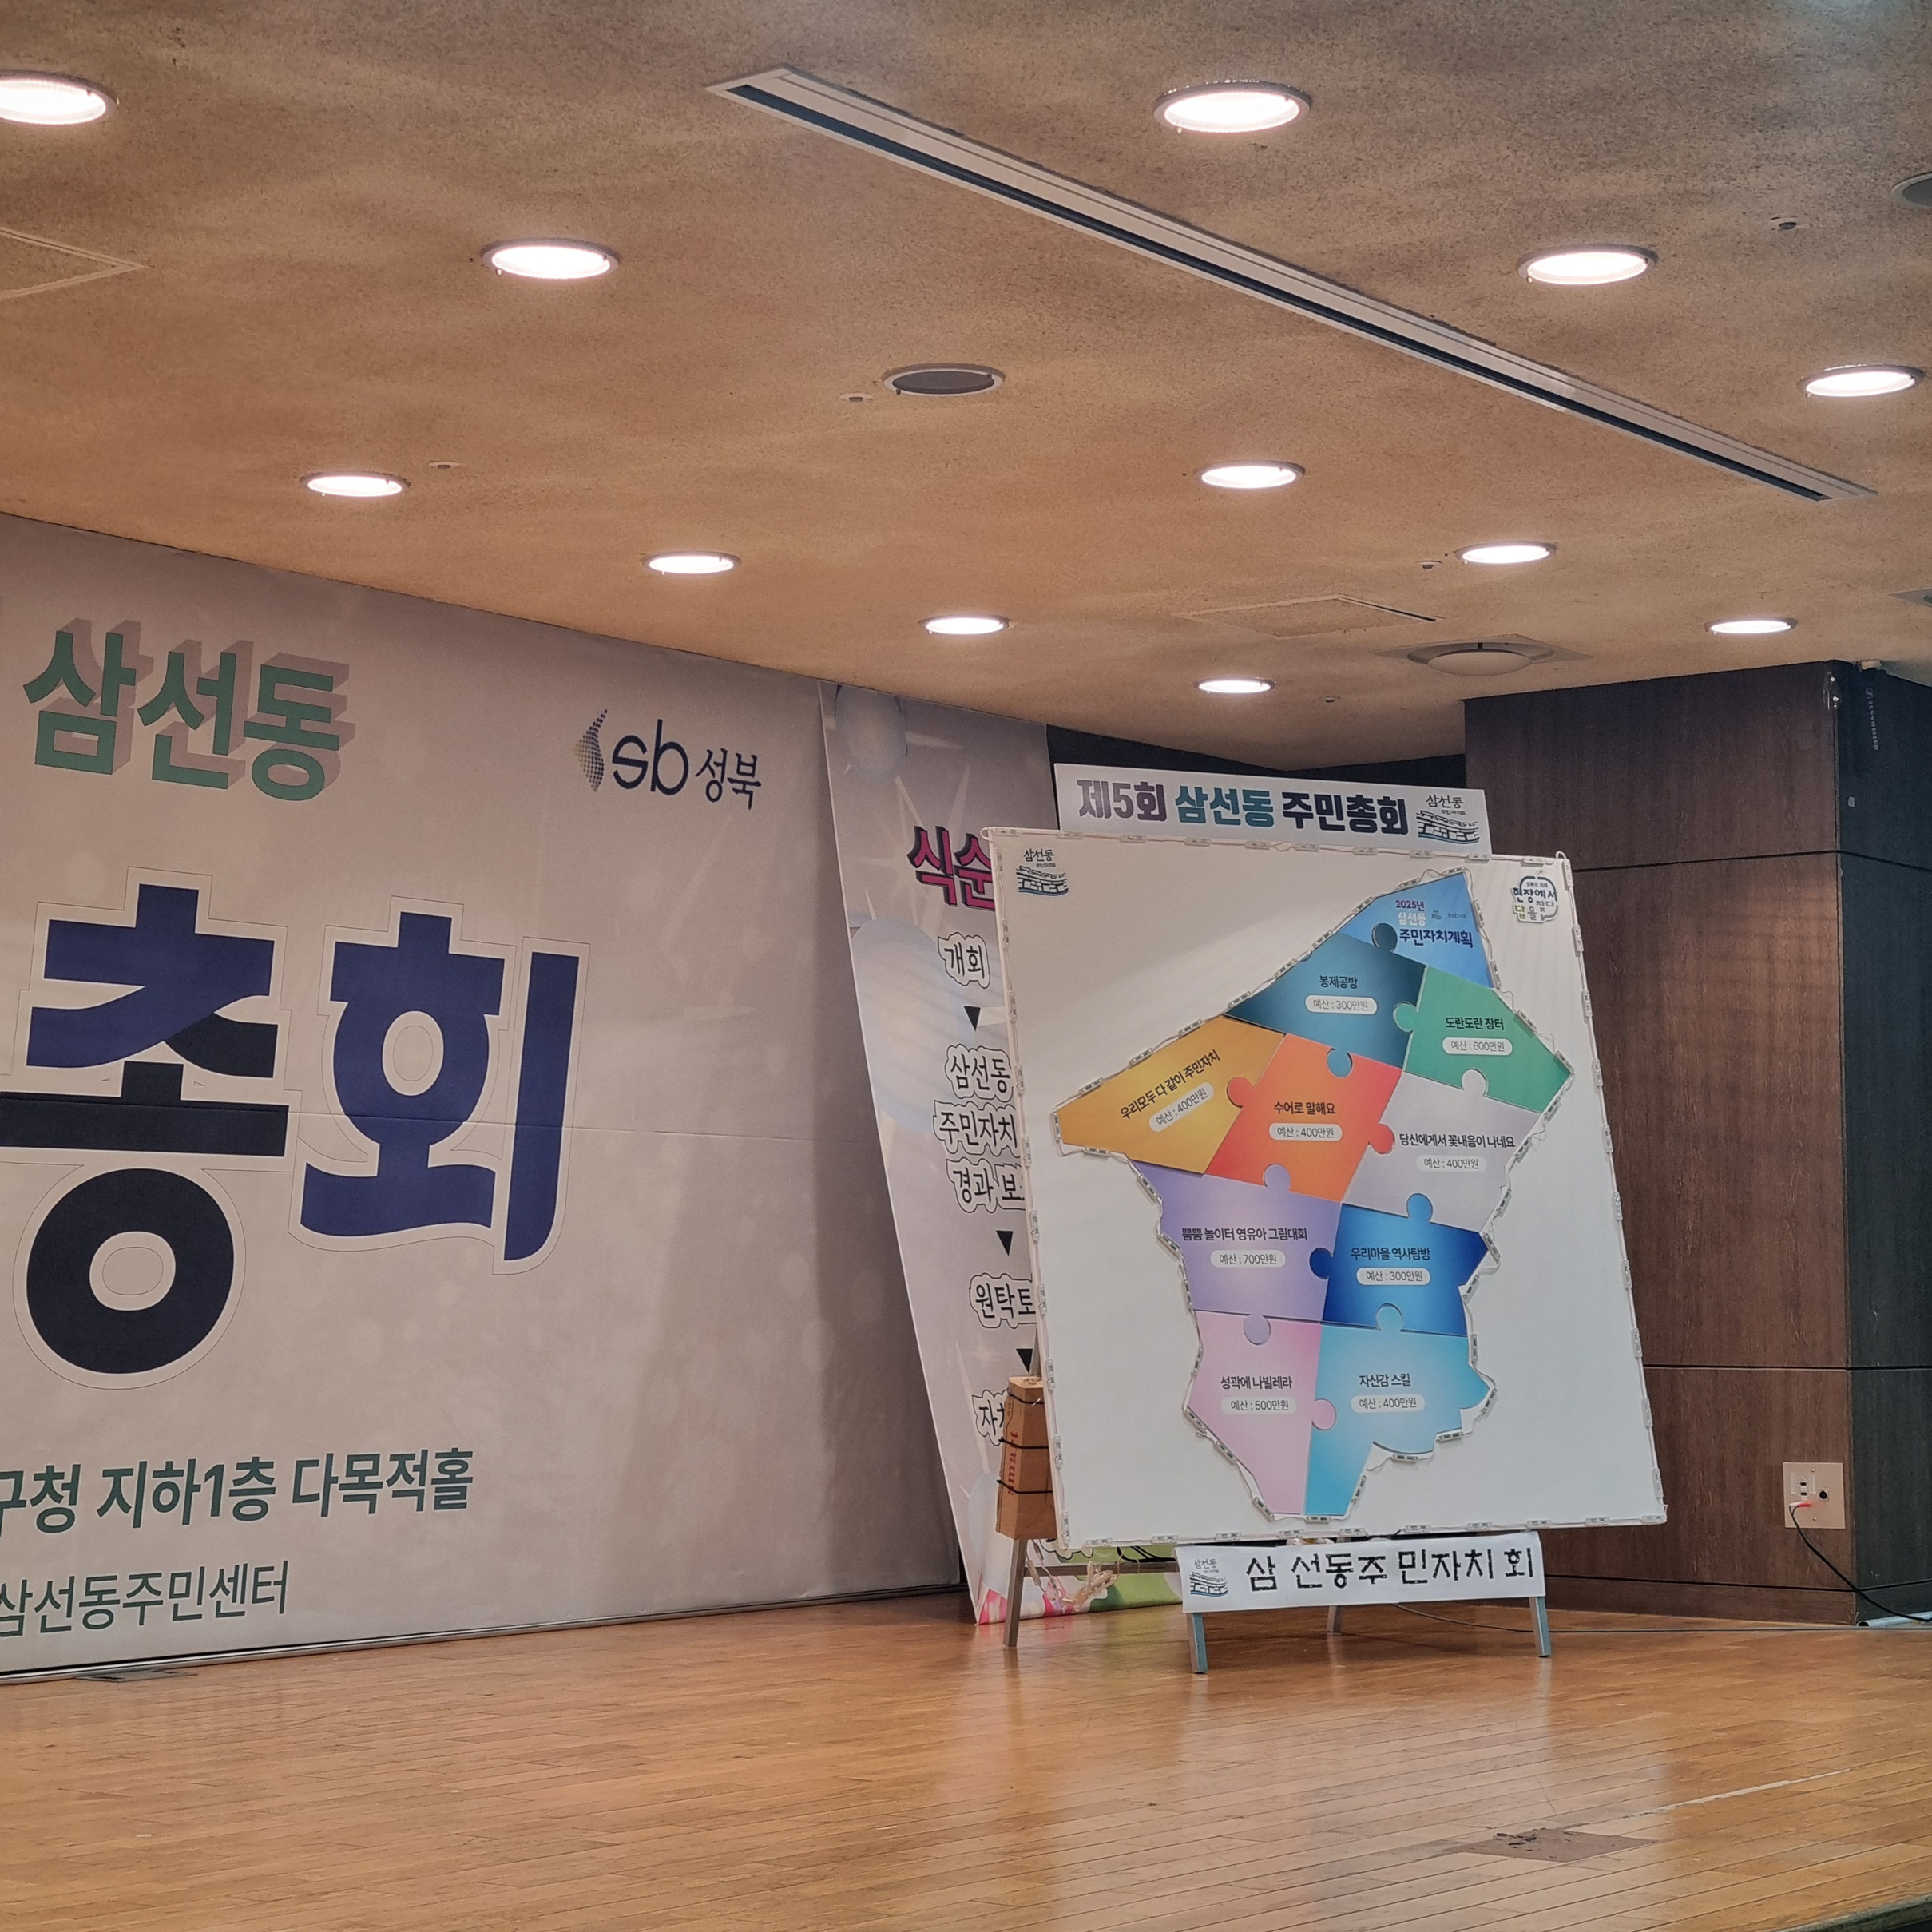 삼선동
sb 성북
총회
구청 지하1층 다목적홀
삼선동주민센터
식순
개회
삼선동
주민자치
경과 보
원탁토
자치
제5회 삼선동 주민총회
삼선동
삼선동
현장에서
답을 찾다
2025년
삼선동
주민자치계획
봉제공방
예산 : 300만원
도란도란 장터
예산 : 600만원
우리모두 다 같이 주민자치
예산 : 400만원
수어로 말해요
예산 : 400만원
당신에게서 꽃내음이 나네요
예산 : 400만원
뿜뿜 놀이터 영유아 그림대회
예산 : 700만원
우리마을 역사탐방
예산 : 300만원
성곽에 나빌레라
예산 : 500만원
자신감 스킬
예산 : 400만원
삼선동
삼 선동주 민자치 회